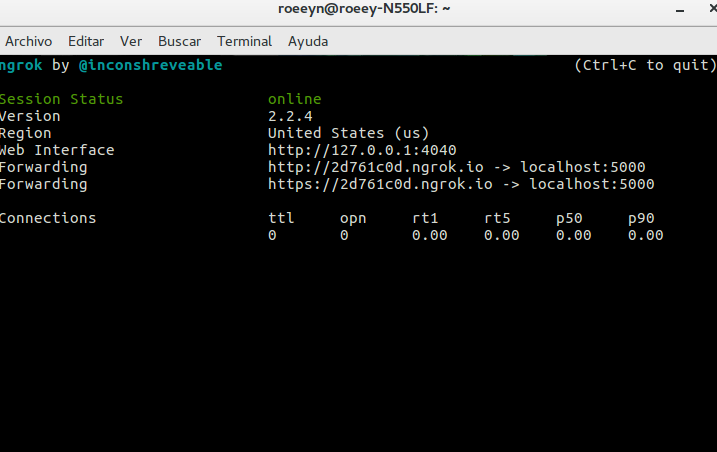 roeeyn@roeey-N550LF: ~
Archivo Editar Ver Buscar Terminal Ayuda
ngrok by @inconshreveable (Ctrl+C to quit)
Session Status online
Version 2.2.4
Region United States (us)
Web Interface http://127.0.0.1:4040
Forwarding http://2d761c0d.ngrok.io -> localhost:5000
Forwarding https://2d761c0d.ngrok.io -> localhost:5000
Connections ttl opn rt1 rt5 p50 p90
0 0 0.00 0.00 0.00 0.00